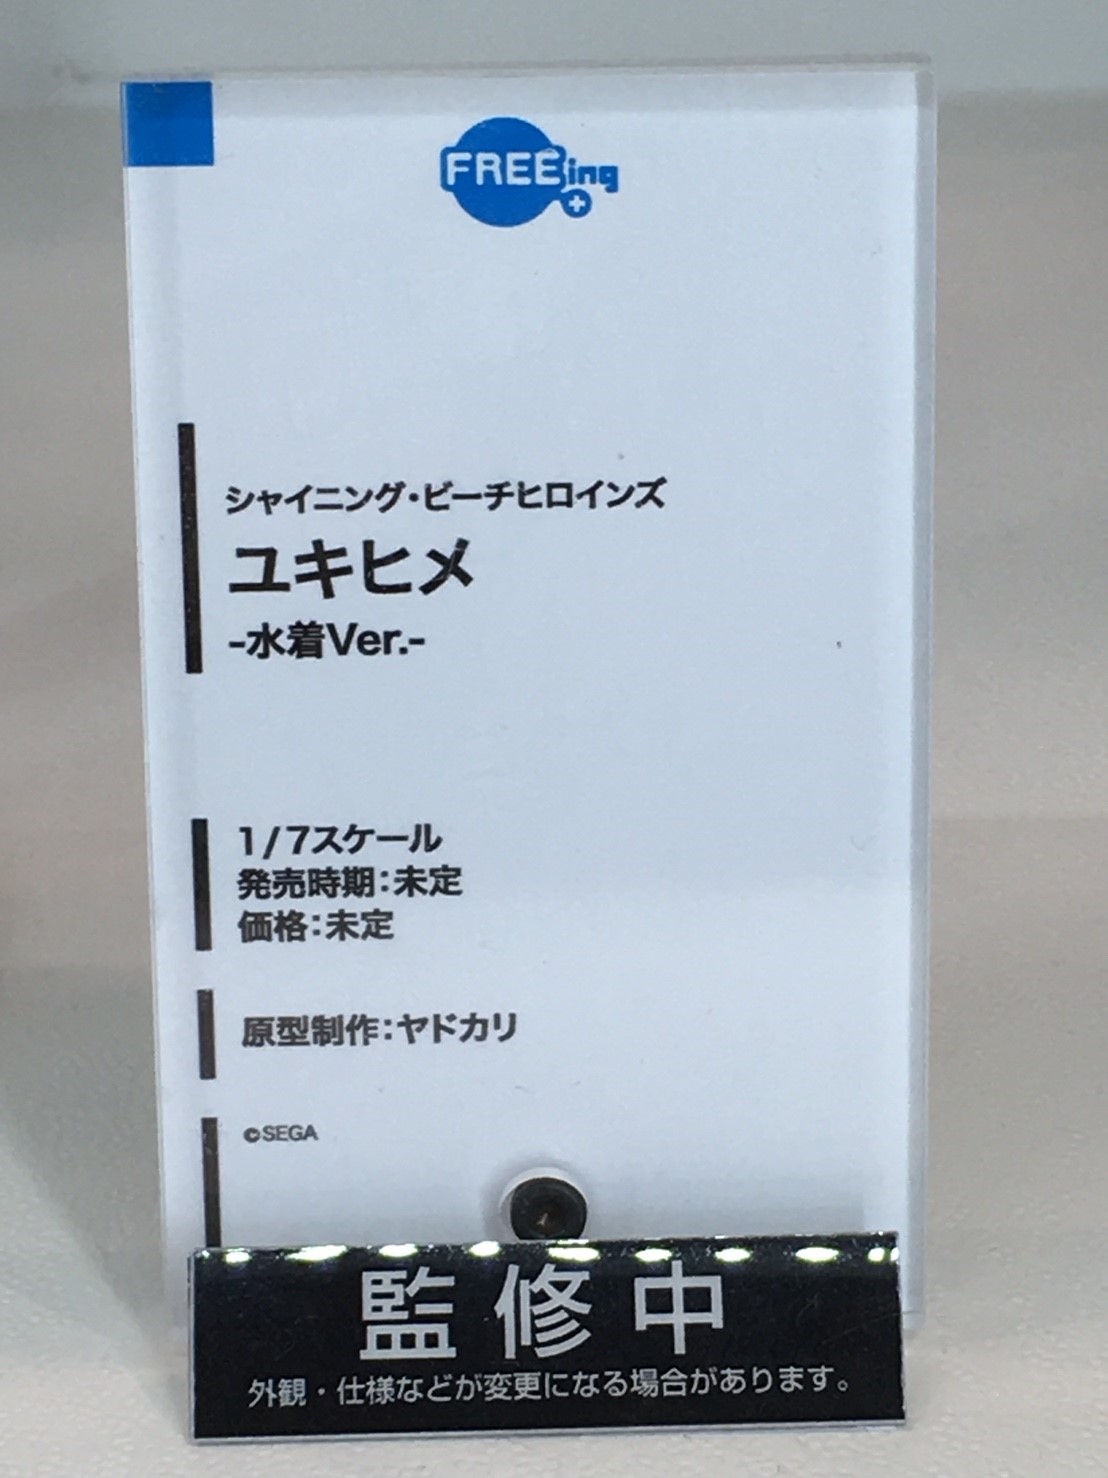 FREEing
シャイニング・ビーチヒロインズ
ユキヒメ
-水着Ver.-
1/7スケール
発売時期：未定
価格：未定
原型制作：ヤドカリ
©SEGA
監修中
外観・仕様などが変更になる場合があります。